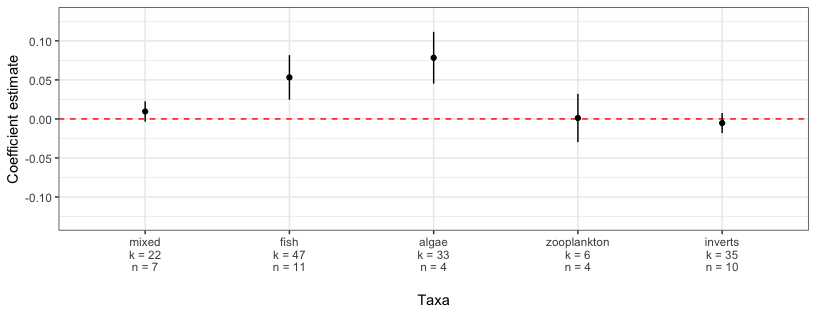 Coefficient estimate
0.10
0.05
0.00
-0.05
-0.10
mixed
k = 22
n = 7
fish
k = 47
n = 11
algae
k = 33
n = 4
zooplankton
k = 6
n = 4
inverts
k = 35
n = 10
Taxa